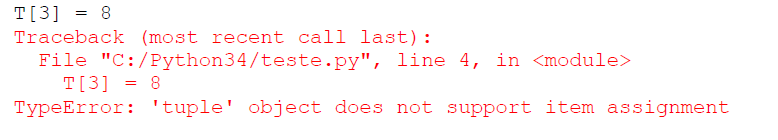 T[3] = 8
Traceback (most recent call last):
  File "C:/Python34/teste.py", line 4, in <module>
    T[3] = 8
TypeError: 'tuple' object does not support item assignment